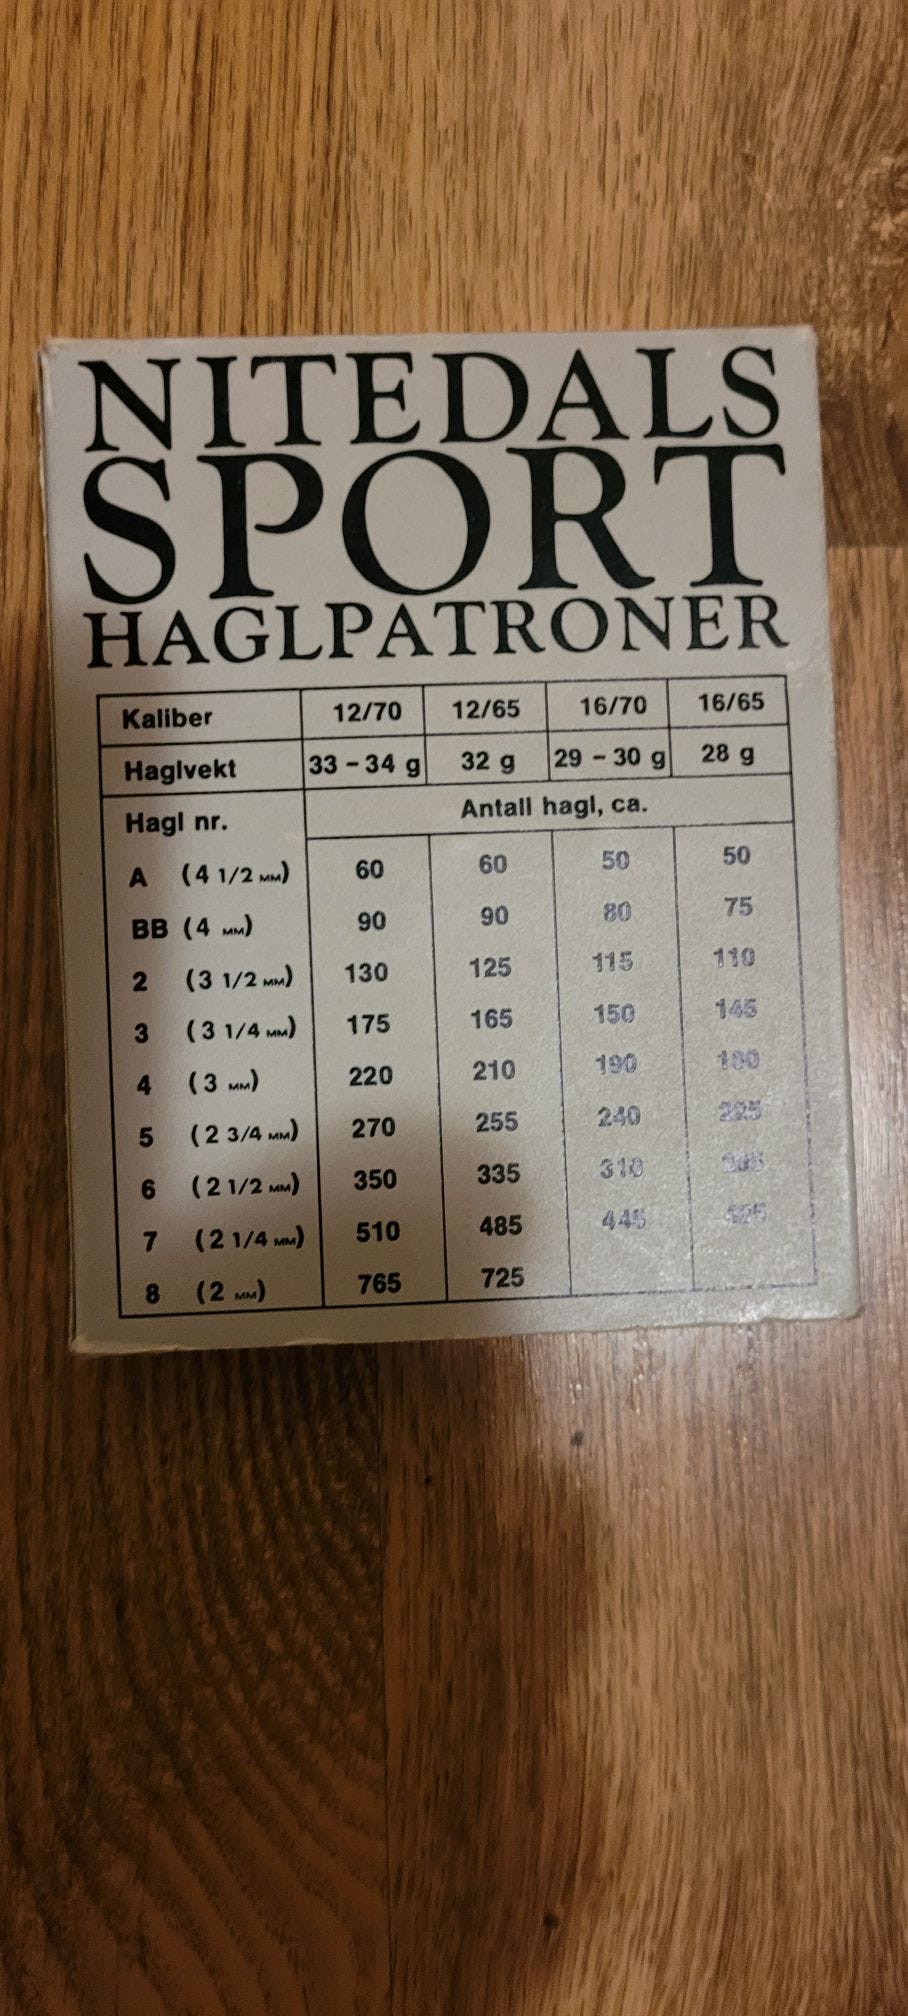 NITEDALS
SPORT
HAGLPATRONER
Kaliber 12/70 12/65 16/70 16/65
Haglvekt 33 – 34 g 32 g 29 – 30 g 28 g
Hagl nr. Antall hagl, ca.
A (4 1/2 MM) 60 60 50 50
BB (4 MM) 90 90 80 75
2 (3 1/2 MM) 130 125 115 110
3 (3 1/4 MM) 175 165 150 145
4 (3 MM) 220 210 190 180
5 (2 3/4 MM) 270 255 240 225
6 (2 1/2 MM) 350 335 310
7 (2 1/4 MM) 510 485 445
8 (2 MM) 765 725